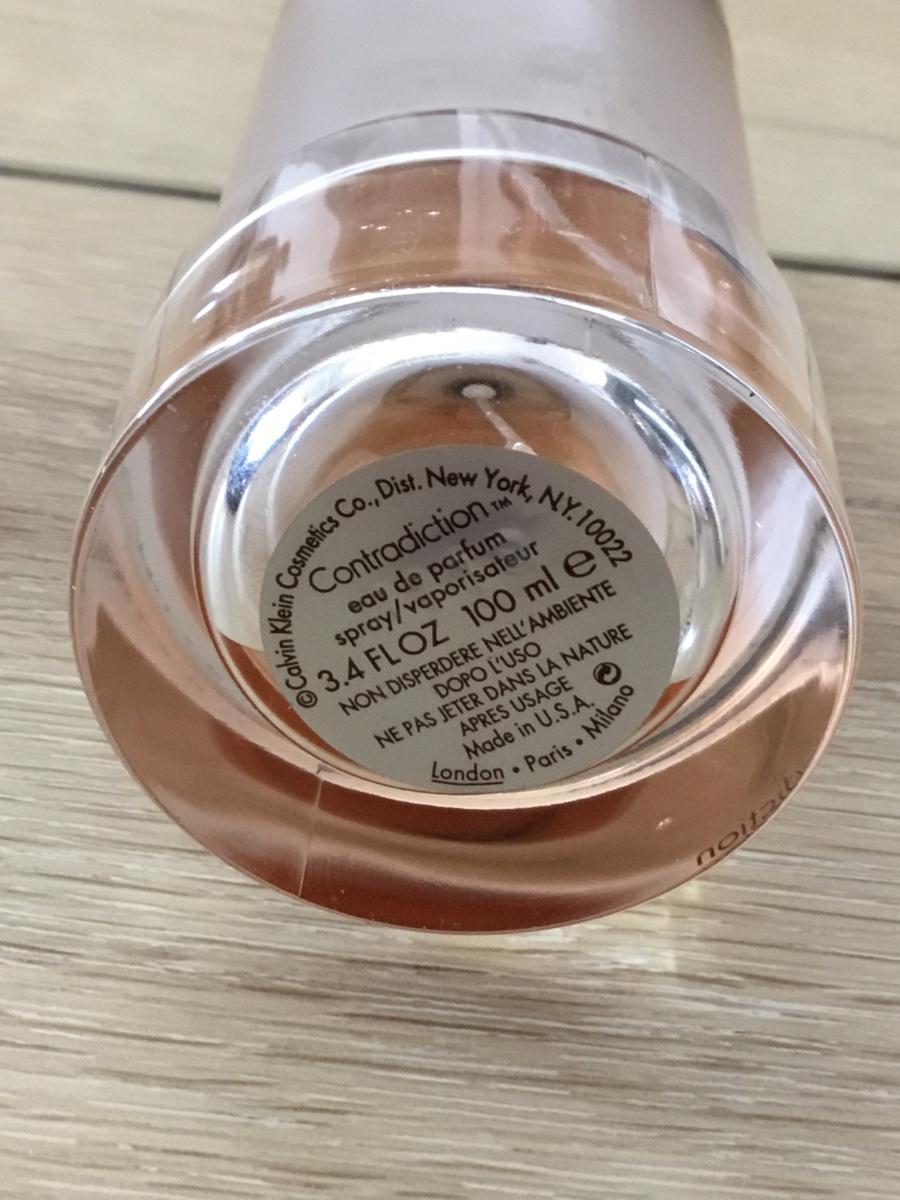 ©Calvin Klein Cosmetics Co., Dist. New York, N.Y. 10022
Contradiction™
eau de parfum
spray/vaporisateur
3.4 FL OZ 100 ml e
NON DISPERDERE NELL'AMBIENTE
DOPO L'USO
NE PAS JETER DANS LA NATURE
APRES USAGE
Made in U.S.A.
London • Paris • Milano